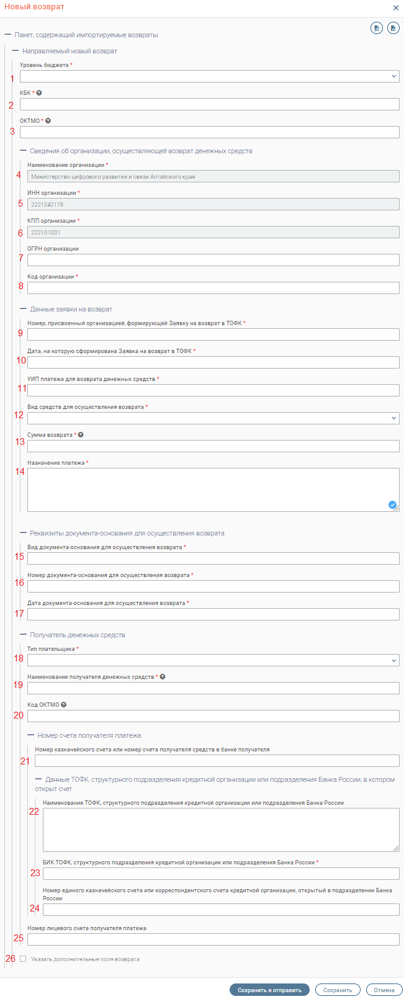 Новый возврат
Пакет, содержащий импортируемые возвраты
Направляемый новый возврат
Уровень бюджета *
1
КБК *
2
ОКТМО *
3
Сведения об организации, осуществляющей возврат денежных средств
Наименование организации *
4 Министерство цифрового развития и связи Алтайского края
ИНН организации *
5 2221242178
КПП организации *
6 222101001
ОГРН организации
7
Код организации *
8
Данные заявки на возврат
Номер, присвоенный организацией, формирующей Заявку на возврат в ТОФК *
9
Дата, на которую сформирована Заявка на возврат в ТОФК *
10
УИП платежа для возврата денежных средств *
11
Вид средств для осуществления возврата *
12
Сумма возврата *
13
Назначение платежа *
14
Реквизиты документа-основания для осуществления возврата
Вид документа-основания для осуществления возврата *
15
Номер документа-основания для осуществления возврата *
16
Дата документа-основания для осуществления возврата *
17
Получатель денежных средств
Тип плательщика *
18
Наименование получателя денежных средств *
19
Код ОКТМО
20
Номер счета получателя платежа
Номер казначейского счета или номер счета получателя средств в банке получателя
21
Данные ТОФК, структурного подразделения кредитной организации или подразделения Банка России, в котором
открыт счет
Наименование ТОФК, структурного подразделения кредитной организации или подразделения Банка России
22
БИК ТОФК, структурного подразделения кредитной организации или подразделения Банка России *
23
Номер единого казначейского счета или корреспондентского счета кредитной организации, открытый в подразделении Банка
России
24
Номер лицевого счета получателя платежа
25
26 Указать дополнительные поля возврата
Сохранить и отправить Сохранить Отмена